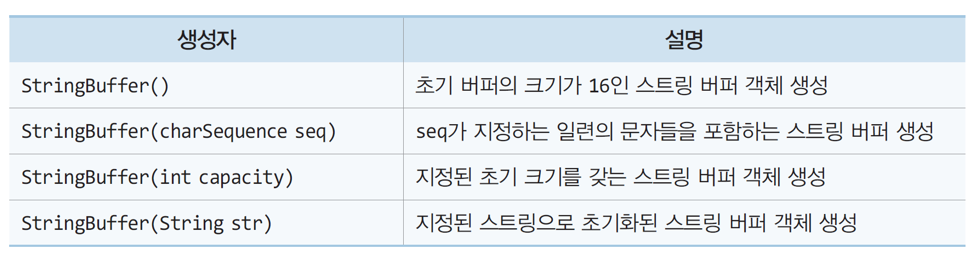 생성자 설명
StringBuffer() 초기 버퍼의 크기가 16인 스트링 버퍼 객체 생성
StringBuffer(charSequence seq) seq가 지정하는 일련의 문자들을 포함하는 스트링 버퍼 생성
StringBuffer(int capacity) 지정된 초기 크기를 갖는 스트링 버퍼 객체 생성
StringBuffer(String str) 지정된 스트링으로 초기화된 스트링 버퍼 객체 생성